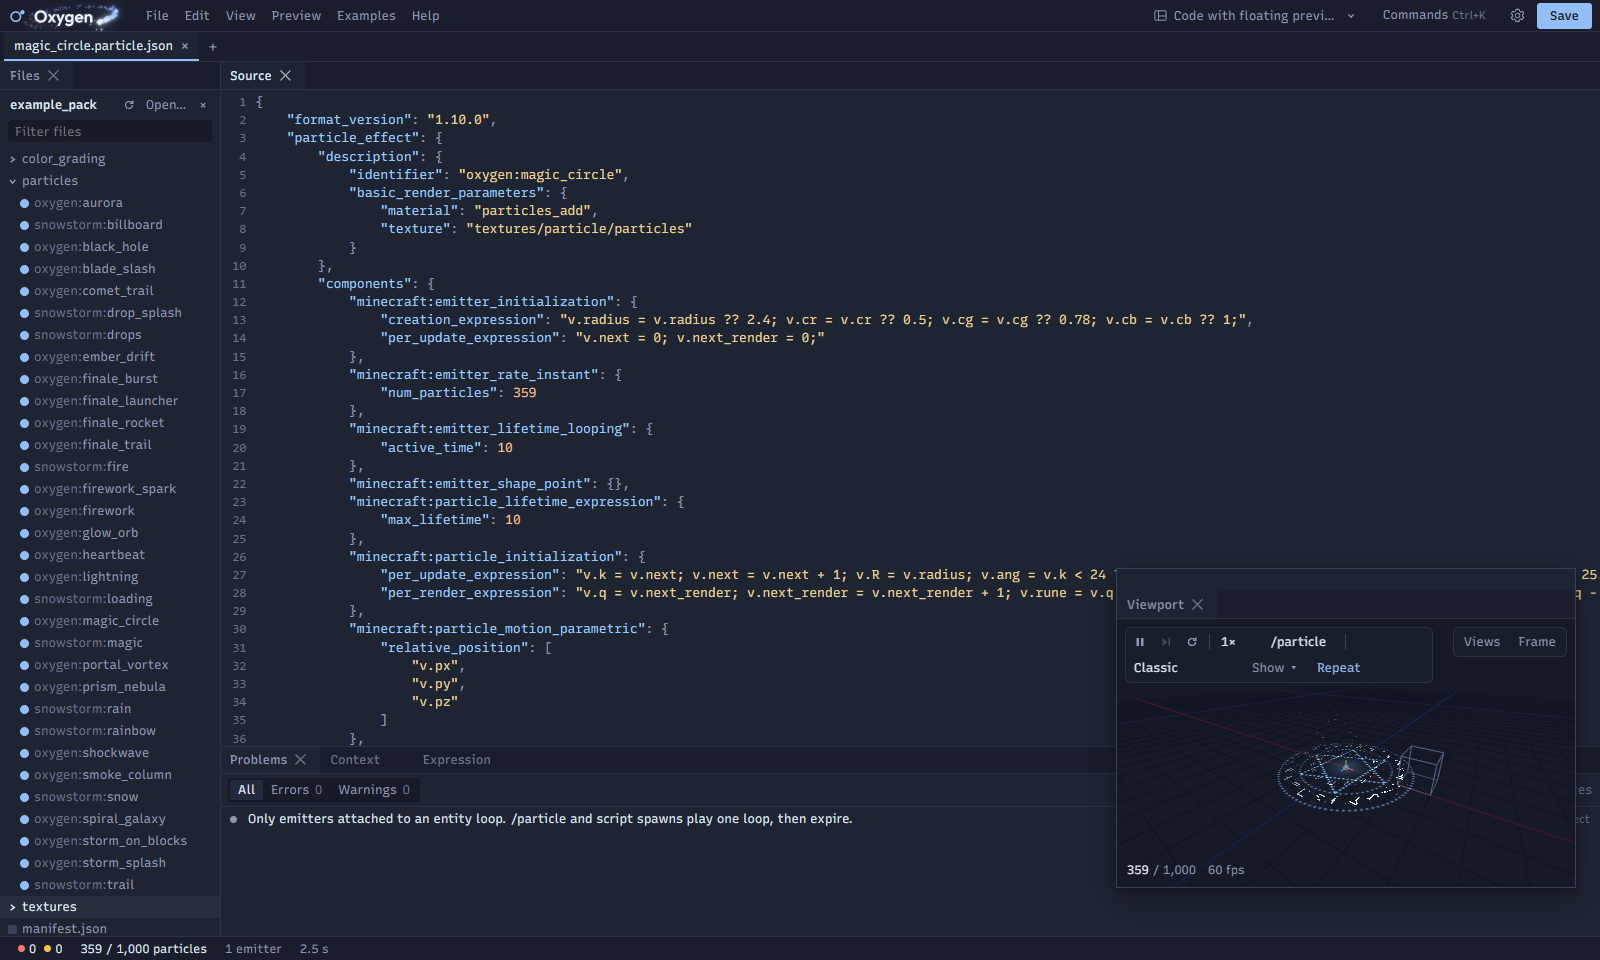 Oxygen File Edit View Preview Examples Help Code with floating previ... Commands Ctrl+K Save
magic_circle.particle.json × +
Files
Source
example_pack Open... ×
Filter files
color_grading
particles
oxygen:aurora
snowstorm:billboard
oxygen:black_hole
oxygen:blade_slash
oxygen:comet_trail
snowstorm:drop_splash
snowstorm:drops
oxygen:ember_drift
oxygen:finale_burst
oxygen:finale_launcher
oxygen:finale_rocket
oxygen:finale_trail
snowstorm:fire
oxygen:firework_spark
oxygen:firework
oxygen:glow_orb
oxygen:heartbeat
oxygen:lightning
snowstorm:loading
oxygen:magic_circle
snowstorm:magic
oxygen:portal_vortex
oxygen:prism_nebula
snowstorm:rain
snowstorm:rainbow
oxygen:shockwave
oxygen:smoke_column
snowstorm:snow
oxygen:spiral_galaxy
oxygen:storm_on_blocks
oxygen:storm_splash
snowstorm:trail
textures
manifest.json
1 {
2 "format_version": "1.10.0",
3 "particle_effect": {
4 "description": {
5 "identifier": "oxygen:magic_circle",
6 "basic_render_parameters": {
7 "material": "particles_add",
8 "texture": "textures/particle/particles"
9 }
10 },
11 "components": {
12 "minecraft:emitter_initialization": {
13 "creation_expression": "v.radius = v.radius ?? 2.4; v.cr = v.cr ?? 0.5; v.cg = v.cg ?? 0.78; v.cb = v.cb ?? 1;",
14 "per_update_expression": "v.next = 0; v.next_render = 0;"
15 },
16 "minecraft:emitter_rate_instant": {
17 "num_particles": 359
18 },
19 "minecraft:emitter_lifetime_looping": {
20 "active_time": 10
21 },
22 "minecraft:emitter_shape_point": {},
23 "minecraft:particle_lifetime_expression": {
24 "max_lifetime": 10
25 },
26 "minecraft:particle_initialization": {
27 "per_update_expression": "v.k = v.next; v.next = v.next + 1; v.R = v.radius; v.ang = v.k < 24 25.
28 "per_render_expression": "v.q = v.next_render; v.next_render = v.next_render + 1; v.rune = v.q q -
29 },
30 "minecraft:particle_motion_parametric": {
31 "relative_position": [
32 "v.px",
33 "v.py",
34 "v.pz"
35 ]
36 },
Viewport
1× /particle Views Frame
Classic Show Repeat
359 / 1,000 60 fps
Problems Context Expression
All Errors 0 Warnings 0
Only emitters attached to an entity loop. /particle and script spawns play one loop, then expire.
0 0 359 / 1,000 particles 1 emitter 2.5 s